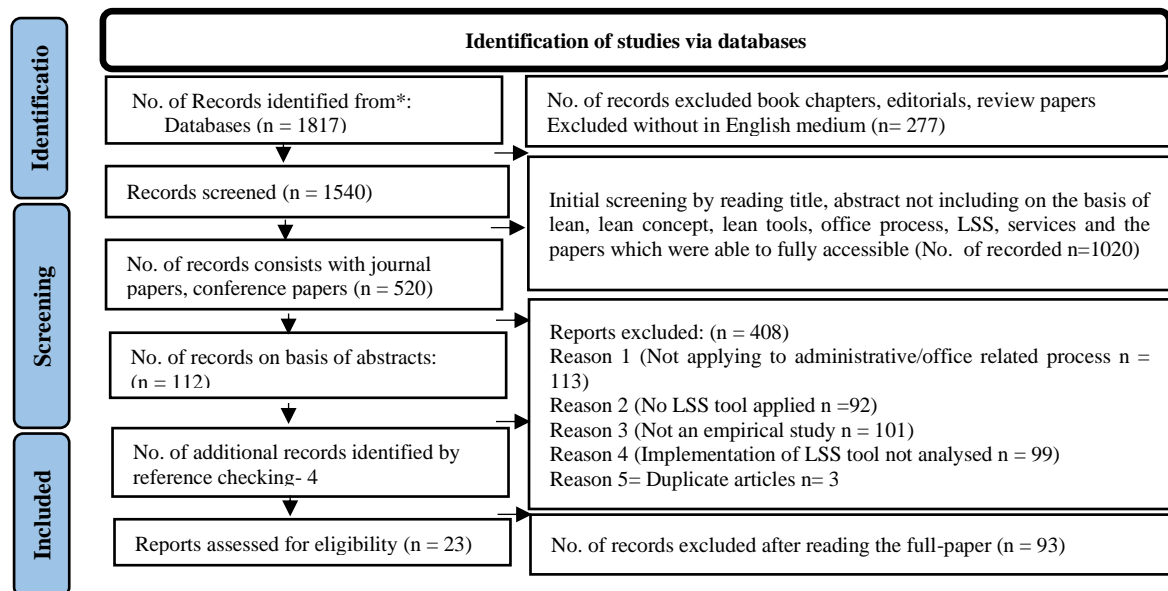 Identification of studies via databases
Identificatio
No. of Records identified from*:
Databases (n = 1817)
No. of records excluded book chapters, editorials, review papers
Excluded without in English medium (n= 277)
Records screened (n = 1540)
Initial screening by reading title, abstract not including on the basis of
lean, lean concept, lean tools, office process, LSS, services and the
papers which were able to fully accessible (No. of recorded n=1020)
Screening
No. of records consists with journal
papers, conference papers (n = 520)
No. of records on basis of abstracts:
(n = 112)
Reports excluded: (n = 408)
Reason 1 (Not applying to administrative/office related process n =
113)
Reason 2 (No LSS tool applied n =92)
Reason 3 (Not an empirical study n = 101)
Reason 4 (Implementation of LSS tool not analysed n = 99)
Reason 5= Duplicate articles n= 3
No. of additional records identified by
reference checking- 4
Included
Reports assessed for eligibility (n = 23)
No. of records excluded after reading the full-paper (n = 93)